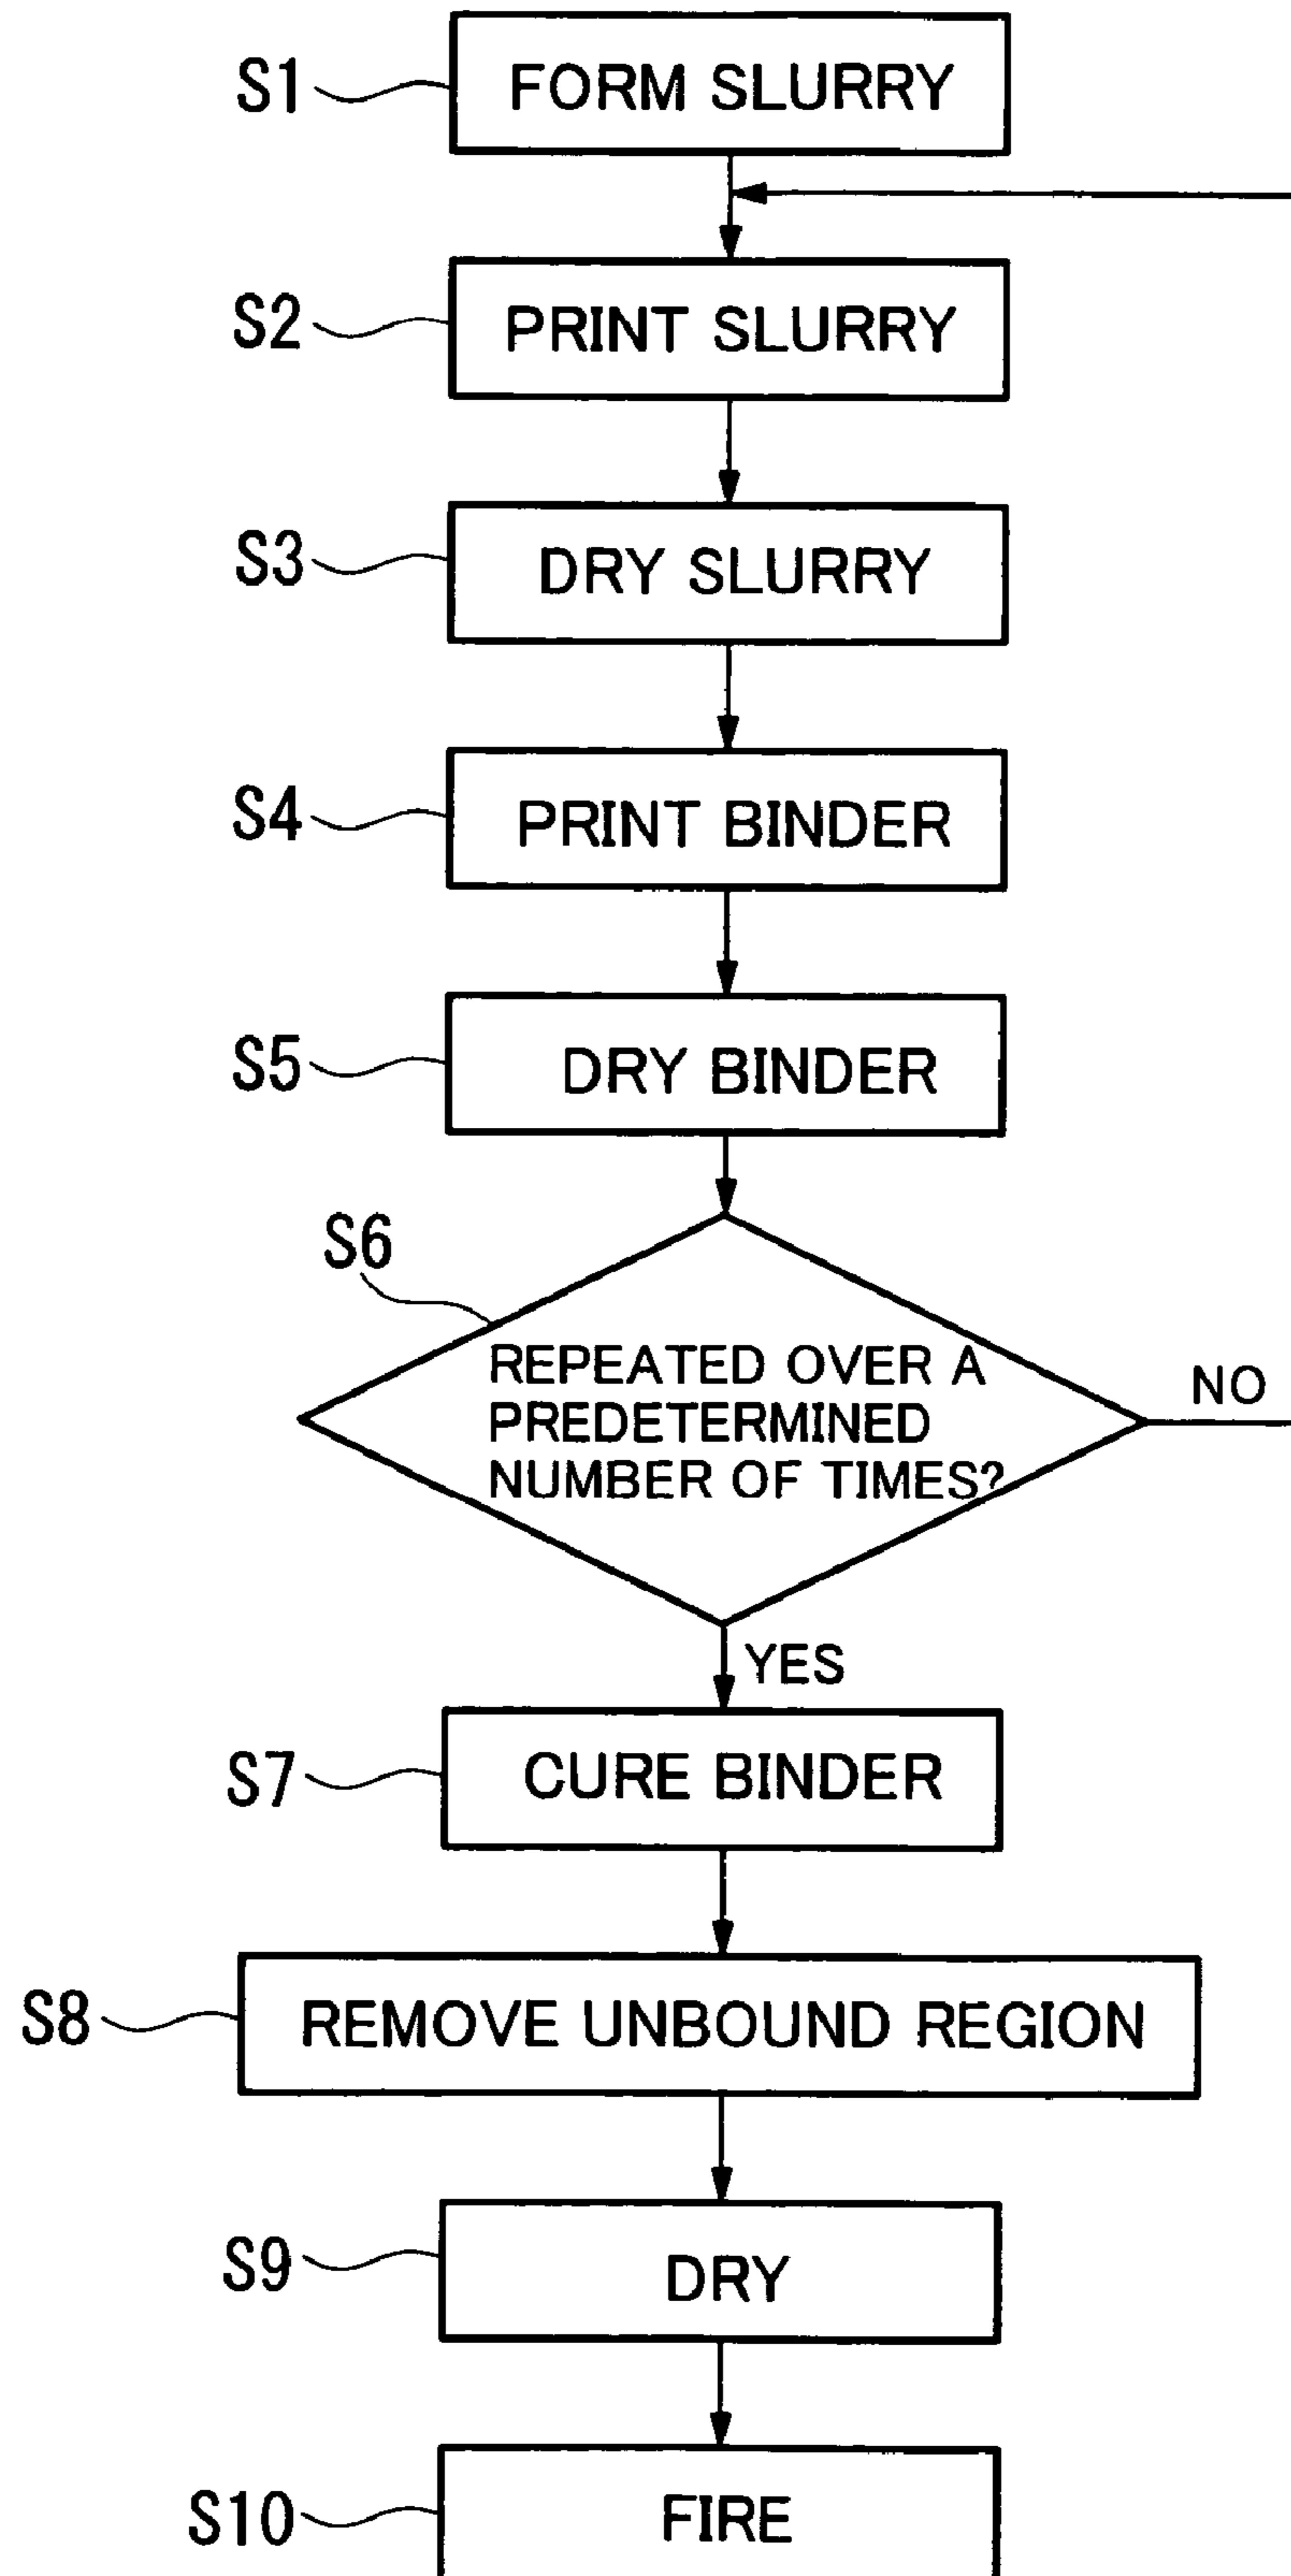 S1 FORM SLURRY
S2 PRINT SLURRY
S3 DRY SLURRY
S4 PRINT BINDER
S5 DRY BINDER
S6
REPEATED OVER A
PREDETERMINED
NUMBER OF TIMES?
NO
YES
S7 CURE BINDER
S8 REMOVE UNBOUND REGION
S9 DRY
S10 FIRE